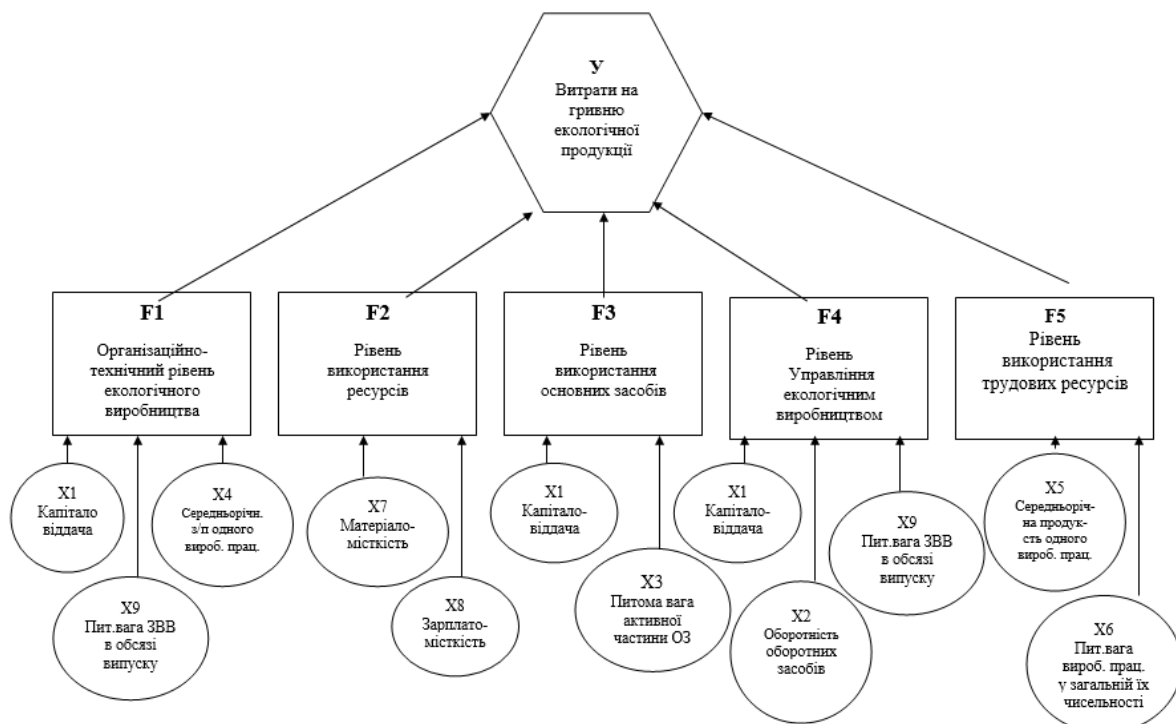 У
Витрати на
гривню
екологічної
продукції
F1
Організаційно-
технічний рівень
екологічного
виробництва
F2
Рівень
використання
ресурсів
F3
Рівень
використання
основних засобів
F4
Рівень
Управління
екологічним
виробництвом
F5
Рівень
використання
трудових ресурсів
X1
Капітало
віддача
X9
Пит.вага ЗВВ
в обсязі
випуску
X4
Середньорічн.
з/п одного
вироб. прац.
X7
Матеріало-
місткість
X8
Зарплато-
місткість
X1
Капітало-
віддача
X3
Питома вага
активної
частини ОЗ
X1
Капітало-
віддача
X2
Оборотність
оборотних
засобів
X9
Пит.вага ЗВВ
в обсязі
випуску
X5
Середньоріч-
на продук-
сть одного
вироб. прац.
X6
Пит.вага
вироб. прац.
у загальній їх
чисельності